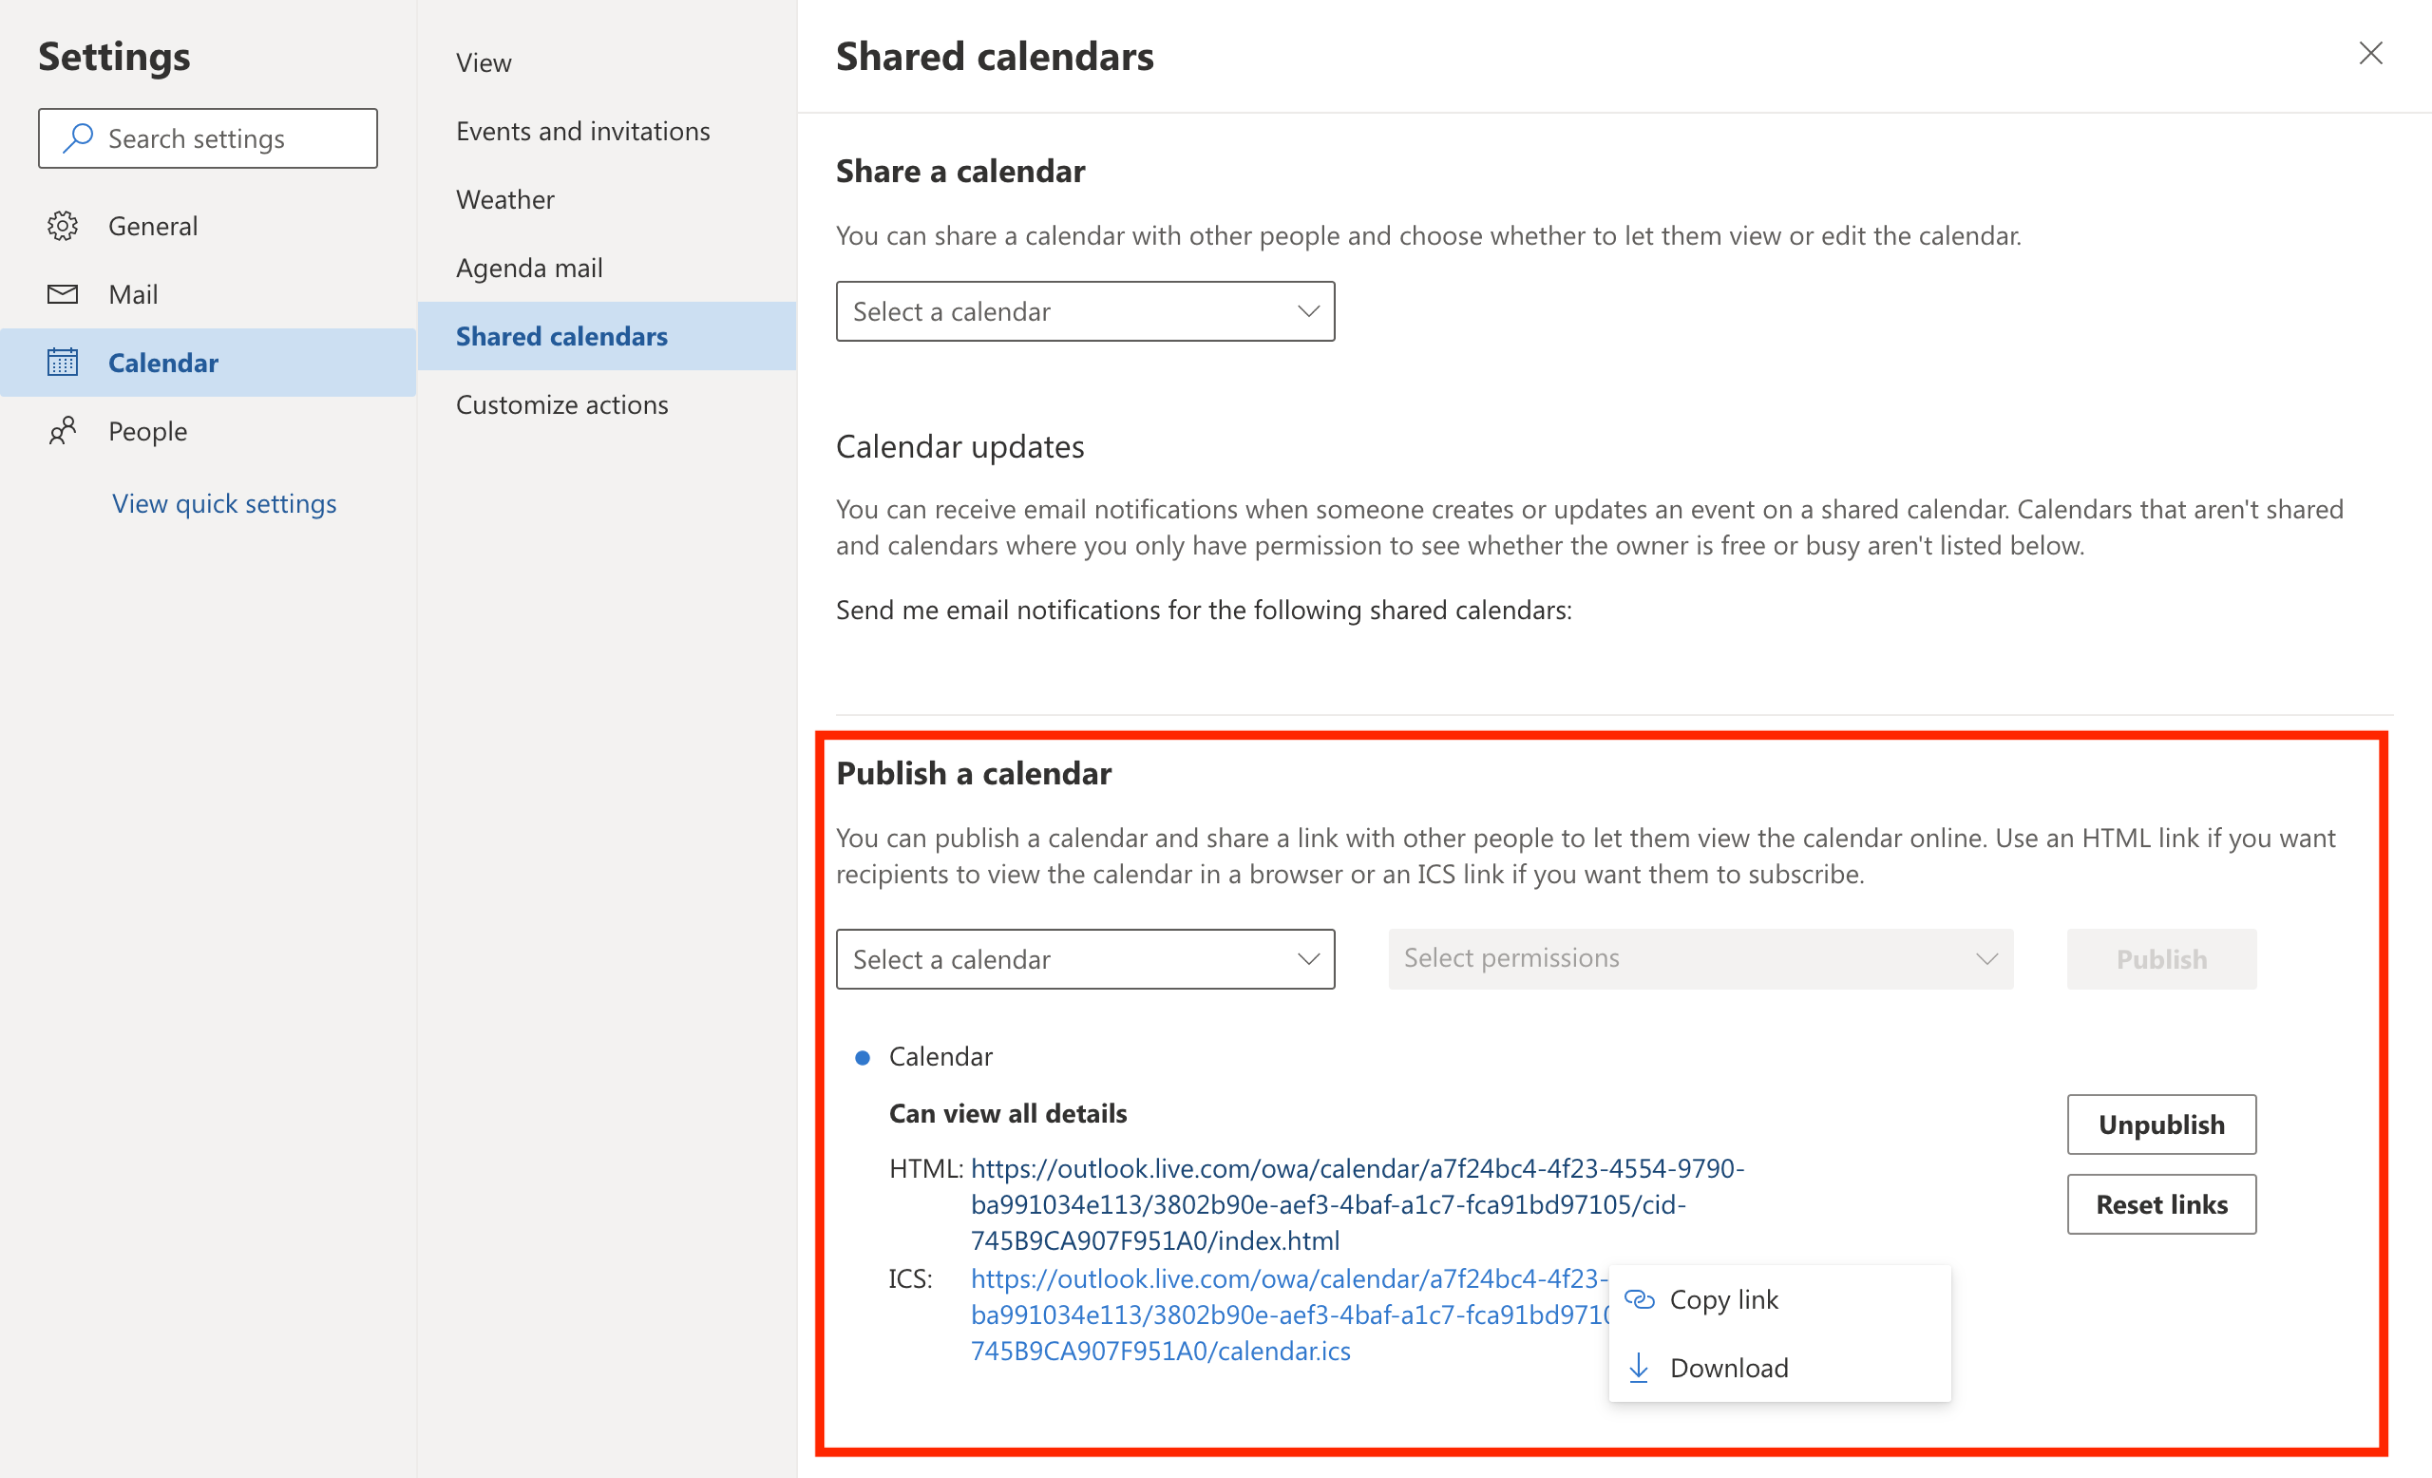 Settings
Search settings
General
Mail
Calendar
People
View quick settings
View
Events and invitations
Weather
Agenda mail
Shared calendars
Customize actions
Shared calendars
Share a calendar
You can share a calendar with other people and choose whether to let them view or edit the calendar.
Select a calendar
Calendar updates
You can receive email notifications when someone creates or updates an event on a shared calendar. Calendars that aren't shared
and calendars where you only have permission to see whether the owner is free or busy aren't listed below.
Send me email notifications for the following shared calendars:
Publish a calendar
You can publish a calendar and share a link with other people to let them view the calendar online. Use an HTML link if you want
recipients to view the calendar in a browser or an ICS link if you want them to subscribe.
Select a calendar
Select permissions
Publish
Calendar
Can view all details
Unpublish
HTML: https://outlook.live.com/owa/calendar/a7f24bc4-4f23-4554-9790-
ba991034e113/3802b90e-aef3-4baf-a1c7-fca91bd97105/cid-
745B9CA907F951A0/index.html
Reset links
ICS: https://outlook.live.com/owa/calendar/a7f24bc4-4f23-
ba991034e113/3802b90e-aef3-4baf-a1c7-fca91bd9710
745B9CA907F951A0/calendar.ics
Copy link
Download